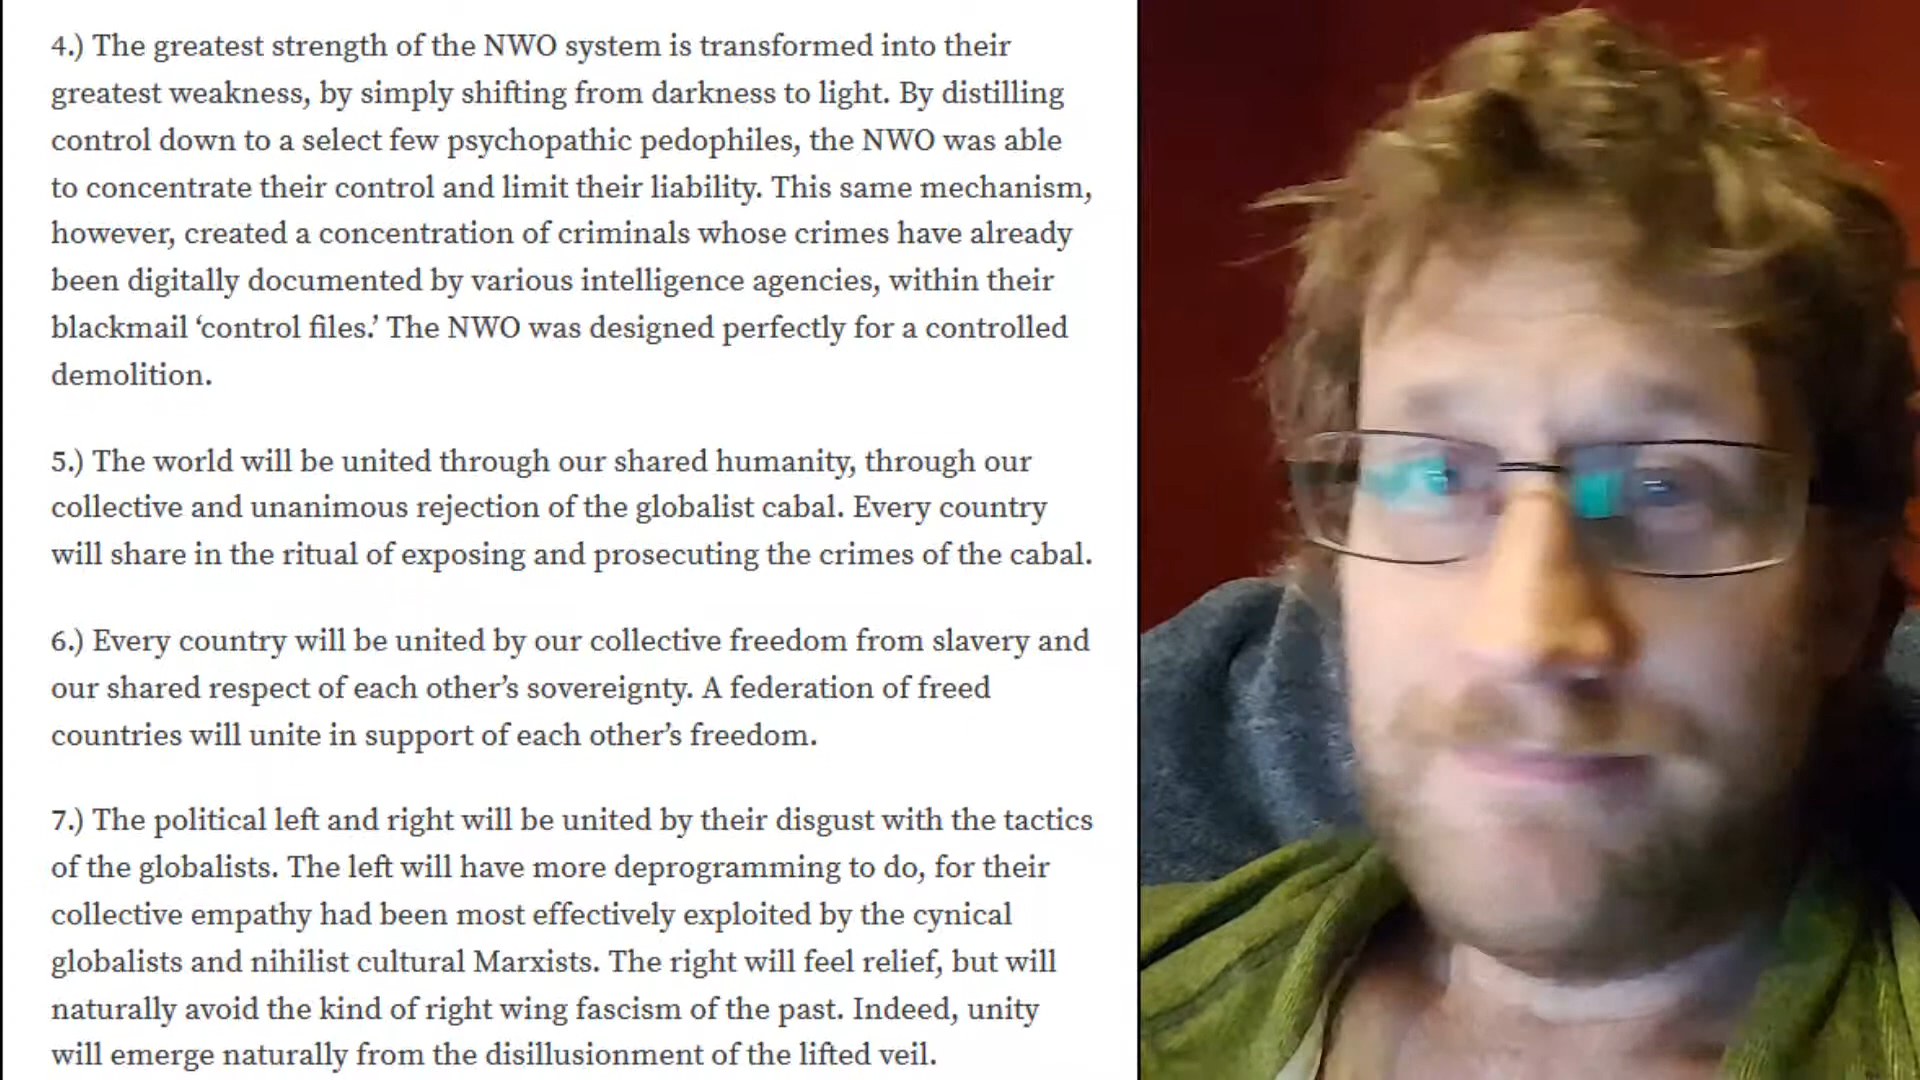 4.) The greatest strength of the NWO system is transformed into their
greatest weakness, by simply shifting from darkness to light. By distilling
control down to a select few psychopathic pedophiles, the NWO was able
to concentrate their control and limit their liability. This same mechanism,
however, created a concentration of criminals whose crimes have already
been digitally documented by various intelligence agencies, within their
blackmail ‘control files.’ The NWO was designed perfectly for a controlled
demolition.
5.) The world will be united through our shared humanity, through our
collective and unanimous rejection of the globalist cabal. Every country
will share in the ritual of exposing and prosecuting the crimes of the cabal.
6.) Every country will be united by our collective freedom from slavery and
our shared respect of each other’s sovereignty. A federation of freed
countries will unite in support of each other’s freedom.
7.) The political left and right will be united by their disgust with the tactics
of the globalists. The left will have more deprogramming to do, for their
collective empathy had been most effectively exploited by the cynical
globalists and nihilist cultural Marxists. The right will feel relief, but will
naturally avoid the kind of right wing fascism of the past. Indeed, unity
will emerge naturally from the disillusionment of the lifted veil.